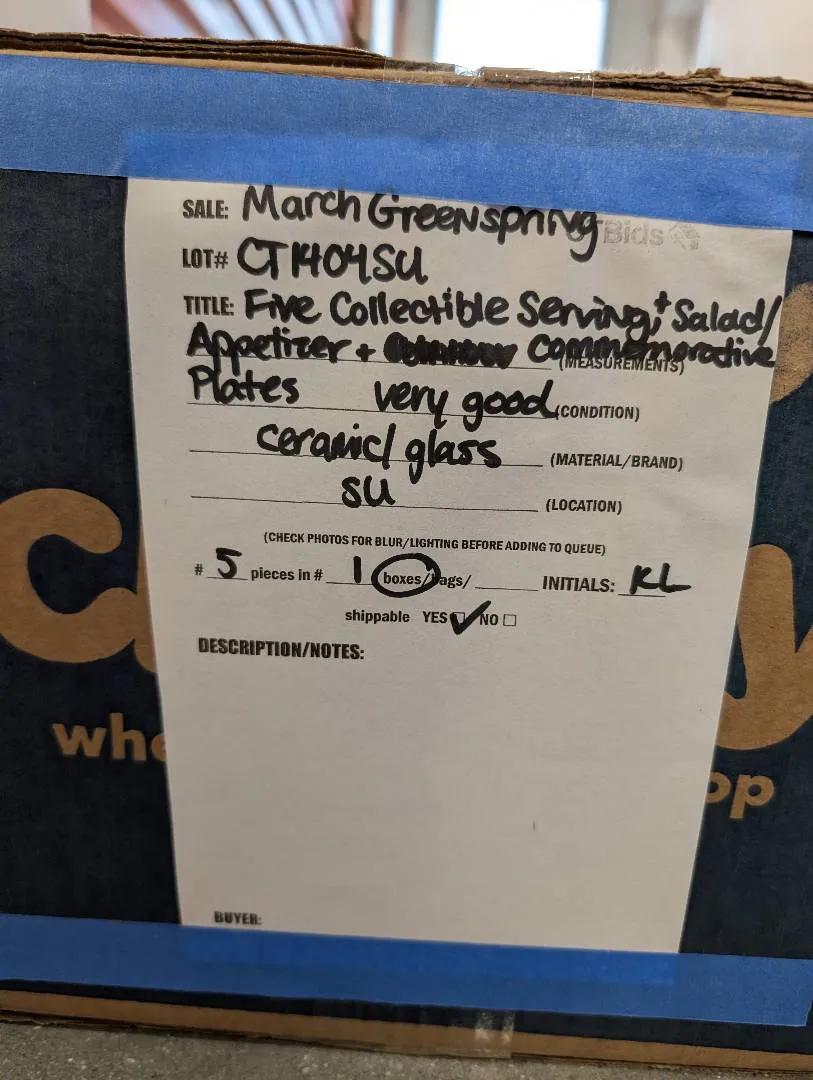 SALE: March Greenspring
Bids
LOT# CT1404SU
TITLE: Five Collectible Serving, + Salad/
Appetizer + Commemorative
(MEASUREMENTS)
Plates very good (CONDITION)
ceramic/glass (MATERIAL/BRAND)
SU (LOCATION)
(CHECK PHOTOS FOR BLUR/LIGHTING BEFORE ADDING TO QUEUE)
# 5 pieces in # 1 boxes/bags/ INITIALS: KL
shippable YES ✓ NO ☐
DESCRIPTION/NOTES:
BUYER: